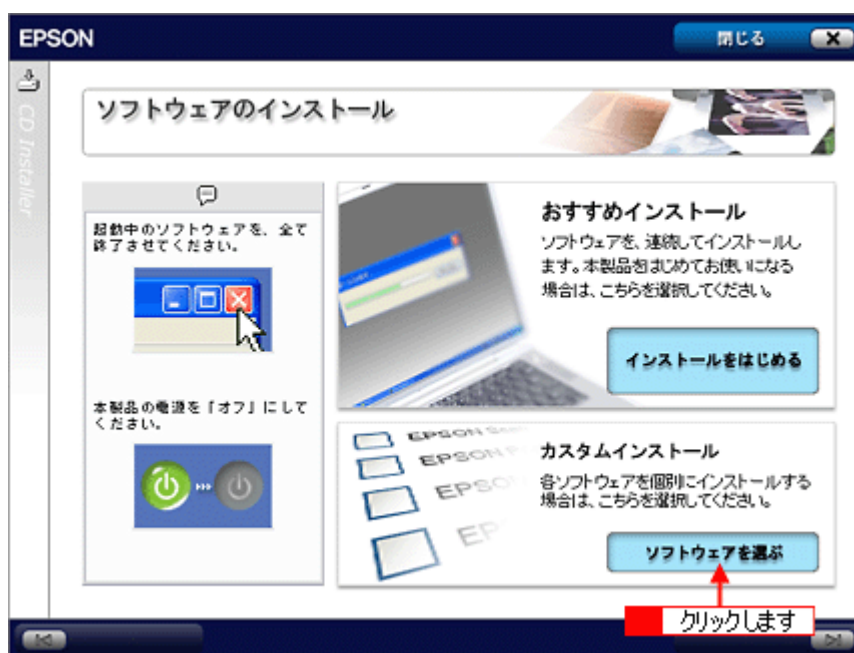 EPSON
閉じる
CD Installer
ソフトウェアのインストール
起動中のソフトウェアを、全て
終了させてください。
本製品の電源を「オフ」にして
ください。
おすすめインストール
ソフトウェアを、連続してインストールし
ます。本製品をはじめてお使いになる
場合は、こちらを選択してください。
インストールをはじめる
EPSON
EPSON
EPSO
EP
カスタムインストール
各ソフトウェアを個別にインストールする
場合は、こちらを選択してください。
ソフトウェアを選ぶ
クリックします